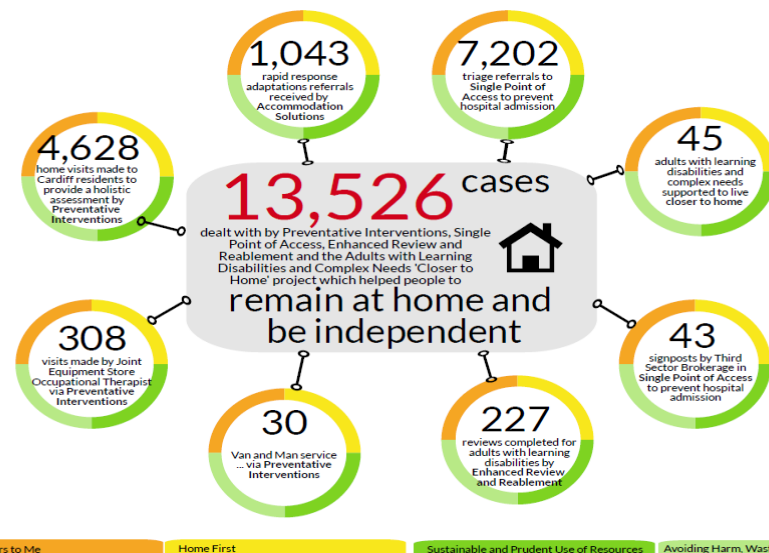 1,043
rapid response
adaptations referrals
received by
Accommodation
Solutions
7,202
triage referrals to
Single Point of
Access to prevent
hospital admission
4,628
home visits made to
Cardiff residents to
provide a holistic
assessment by
Preventative
Interventions
45
adults with learning
disabilities and
complex needs
supported to live
closer to home
13,526 cases
dealt with by Preventative Interventions, Single
Point of Access, Enhanced Review and
Reablement and the Adults with Learning
Disabilities and Complex Needs 'Closer to
Home' project which helped people to
remain at home and
be independent
308
visits made by Joint
Equipment Store
Occupational Therapist
via Preventative
Interventions
43
signposts by Third
Sector Brokerage in
Single Point of Access
to prevent hospital
admission
30
Van and Man service
... via Preventative
Interventions
227
reviews completed for
adults with learning
disabilities by
Enhanced Review
and Reablement
to Me
Home First
Sustainable and Prudent Use of Resources
Avoiding Harm,